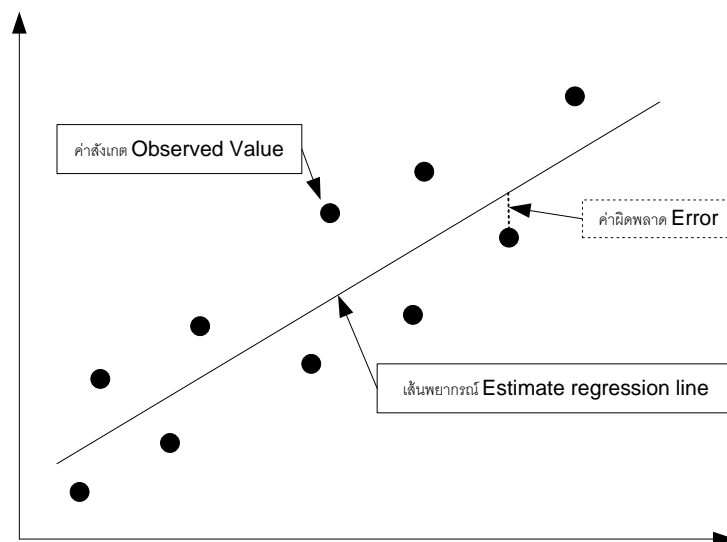 ค่าสังเกต Observed Value
ค่าผิดพลาด Error
เส้นพยากรณ์ Estimate regression line